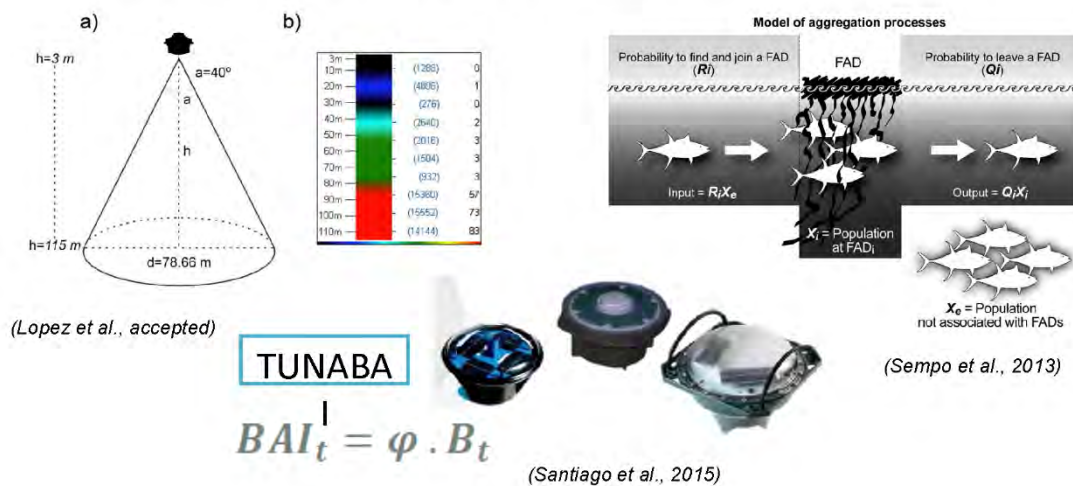 a)
h=3 m
a=40º
a
h
h=115 m
d=78.66 m
(Lopez et al., accepted)
b)
3m (1288) 0
10m
20m (4806) 1
30m (276) 0
40m (2640) 2
50m
60m (2016) 3
70m (1504) 3
80m (932) 3
90m (15360) 57
100m (15552) 73
110m (14144) 83
Model of aggregation processes
Probability to find and join a FAD
(Ri)
FAD
Probability to leave a FAD
(Qi)
Input = RiXe
Output = QiXi
Xi = Population
at FADi
Xe = Population
not associated with FADs
(Sempo et al., 2013)
TUNABA
I
BAIt = φ . Bt
(Santiago et al., 2015)